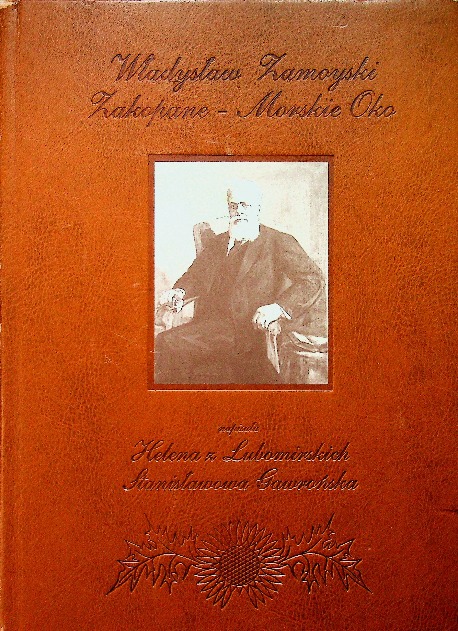 Władysław Zamoyski
Zakopane - Morskie Oko
napisała
Helena z Lubomirskich
Stanisławowa Gawrońska